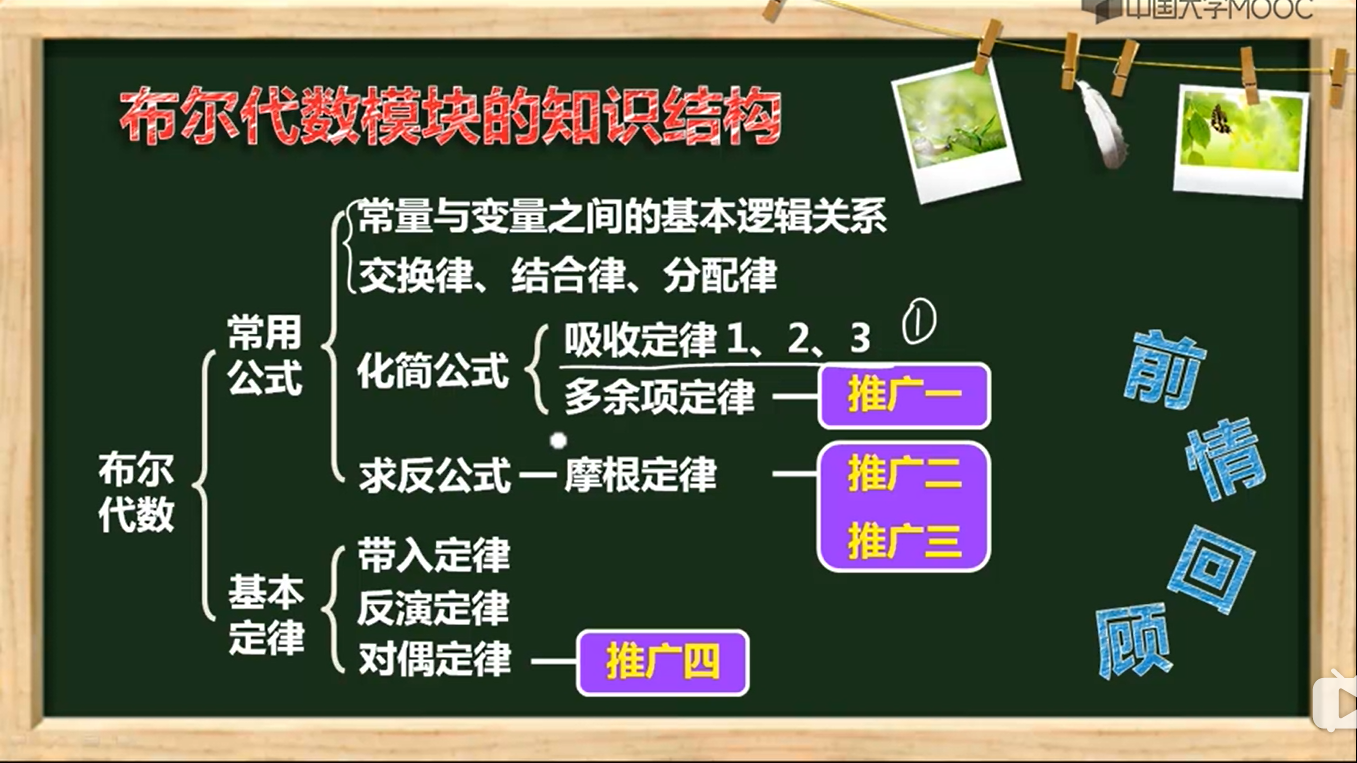 中国大学MOOC
布尔代数模块的知识结构
常量与变量之间的基本逻辑关系
交换律、结合律、分配律
常用
公式
化简公式
吸收定律1、2、3 ①
多余项定律
推广一
求反公式
摩根定律
推广二
推广三
布尔
代数
基本
定律
带入定律
反演定律
对偶定律
推广四
前
情
回
顾